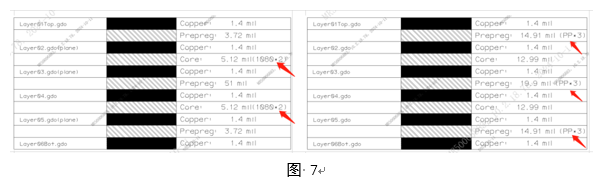 Layer01Top.gdo Copper: 1.4 mil
Prepreg: 3.72 mil
Layer02.gdo(plane) Copper: 1.4 mil
Core: 5.12 mil(1080*2)
Layer03.gdo(plane) Copper: 1.4 mil
Prepreg: 51 mil
Layer04.gdo Copper: 1.4 mil
Core: 5.12 mil(1080*2)
Layer05.gdo(plane) Copper: 1.4 mil
Prepreg: 3.72 mil
Layer06Bot.gdo Copper: 1.4 mil
Layer01Top.gdo Copper: 1.4 mil
Prepreg: 14.91 mil (PP*3)
Layer02.gdo Copper: 1.4 mil
Core: 12.99 mil
Layer03.gdo Copper: 1.4 mil
Prepreg: 19.9 mil (PP*3)
Layer04.gdo Copper: 1.4 mil
Core: 12.99 mil
Layer05.gdo Copper: 1.4 mil
Prepreg: 14.91 mil (PP*3)
Layer06Bot.gdo Copper: 1.4 mil
图· 7